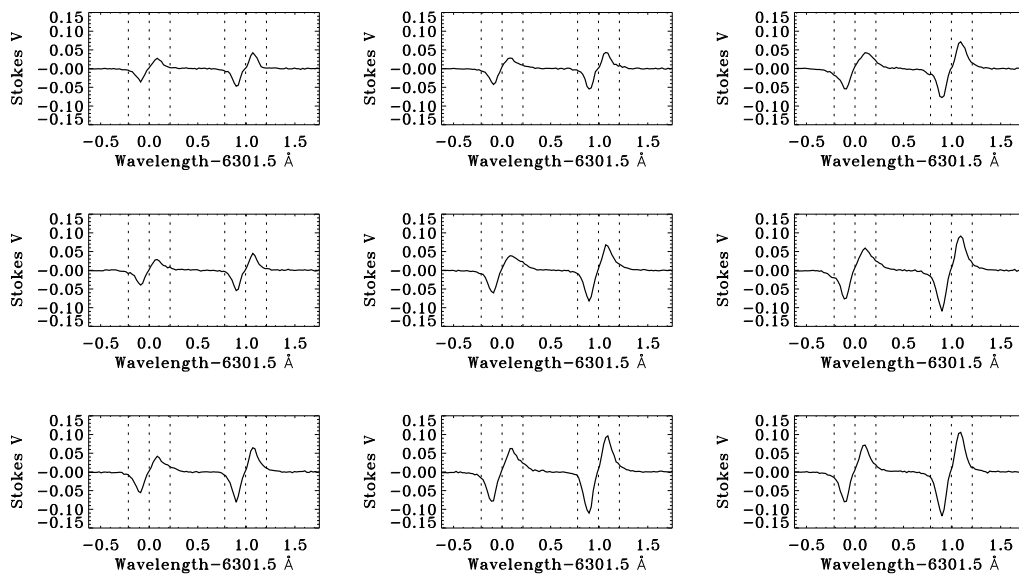 0.15 0.15 0.15
0.10 0.10 0.10
0.05 0.05 0.05
Stokes V −0.00 Stokes V −0.00 Stokes V −0.00
−0.05 −0.05 −0.05
−0.10 −0.10 −0.10
−0.15 −0.15 −0.15
−0.5 0.0 0.5 1.0 1.5 −0.5 0.0 0.5 1.0 1.5 −0.5 0.0 0.5 1.0 1.5
Wavelength−6301.5 Å Wavelength−6301.5 Å Wavelength−6301.5 Å
0.15 0.15 0.15
0.10 0.10 0.10
0.05 0.05 0.05
Stokes V −0.00 Stokes V −0.00 Stokes V −0.00
−0.05 −0.05 −0.05
−0.10 −0.10 −0.10
−0.15 −0.15 −0.15
−0.5 0.0 0.5 1.0 1.5 −0.5 0.0 0.5 1.0 1.5 −0.5 0.0 0.5 1.0 1.5
Wavelength−6301.5 Å Wavelength−6301.5 Å Wavelength−6301.5 Å
0.15 0.15 0.15
0.10 0.10 0.10
0.05 0.05 0.05
Stokes V −0.00 Stokes V −0.00 Stokes V −0.00
−0.05 −0.05 −0.05
−0.10 −0.10 −0.10
−0.15 −0.15 −0.15
−0.5 0.0 0.5 1.0 1.5 −0.5 0.0 0.5 1.0 1.5 −0.5 0.0 0.5 1.0 1.5
Wavelength−6301.5 Å Wavelength−6301.5 Å Wavelength−6301.5 Å